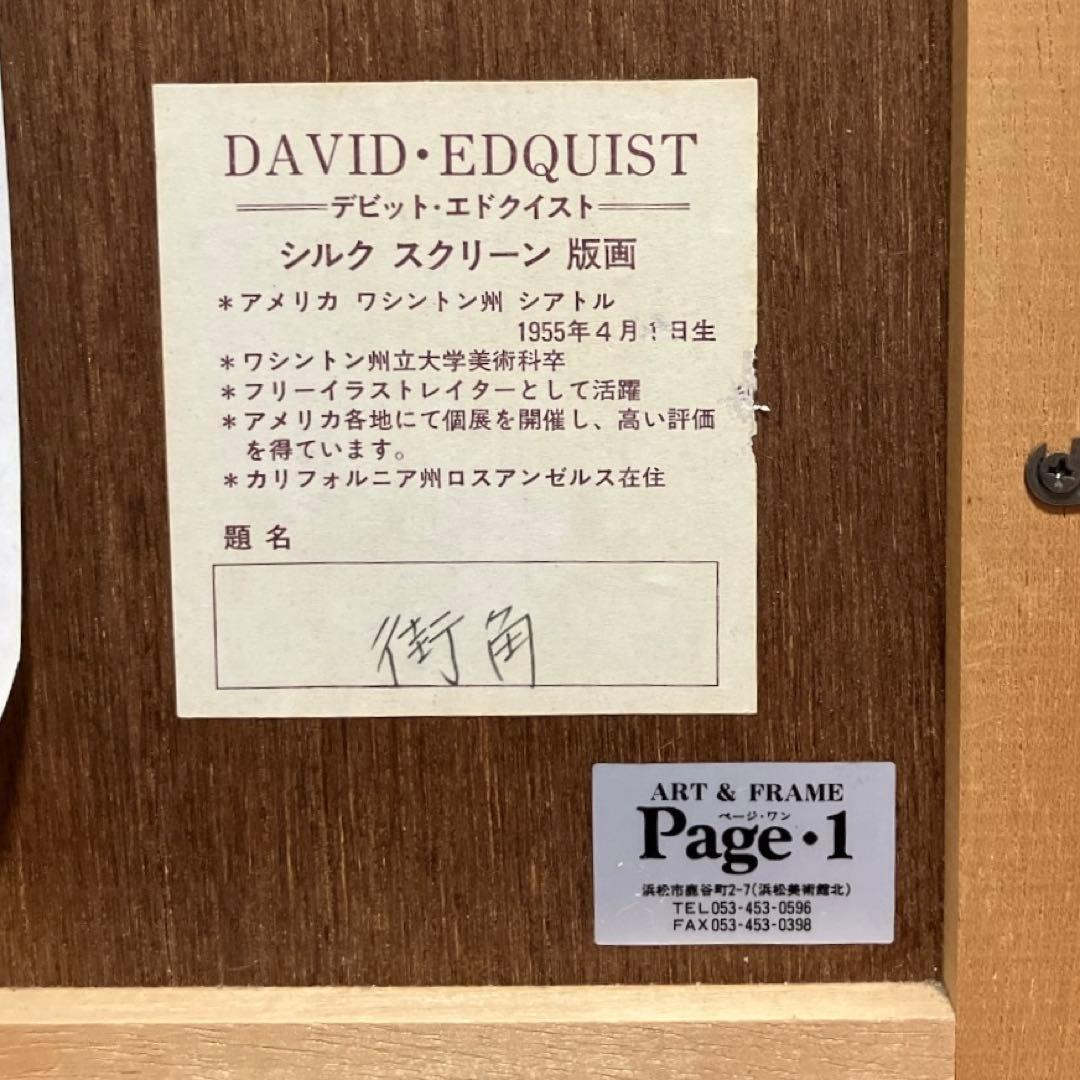 DAVID・EDQUIST
デビット・エドクイスト
シルク スクリーン 版画
＊アメリカ ワシントン州 シアトル
1955年4月1日生
＊ワシントン州立大学美術科卒
＊フリーイラストレイターとして活躍
＊アメリカ各地にて個展を開催し、高い評価
を得ています。
＊カリフォルニア州ロスアンゼルス在住
題 名
街角
ART & FRAME
ページ・ワン
Page・1
浜松市鹿谷町2-7(浜松美術館北)
TEL053-453-0596
FAX053-453-0398